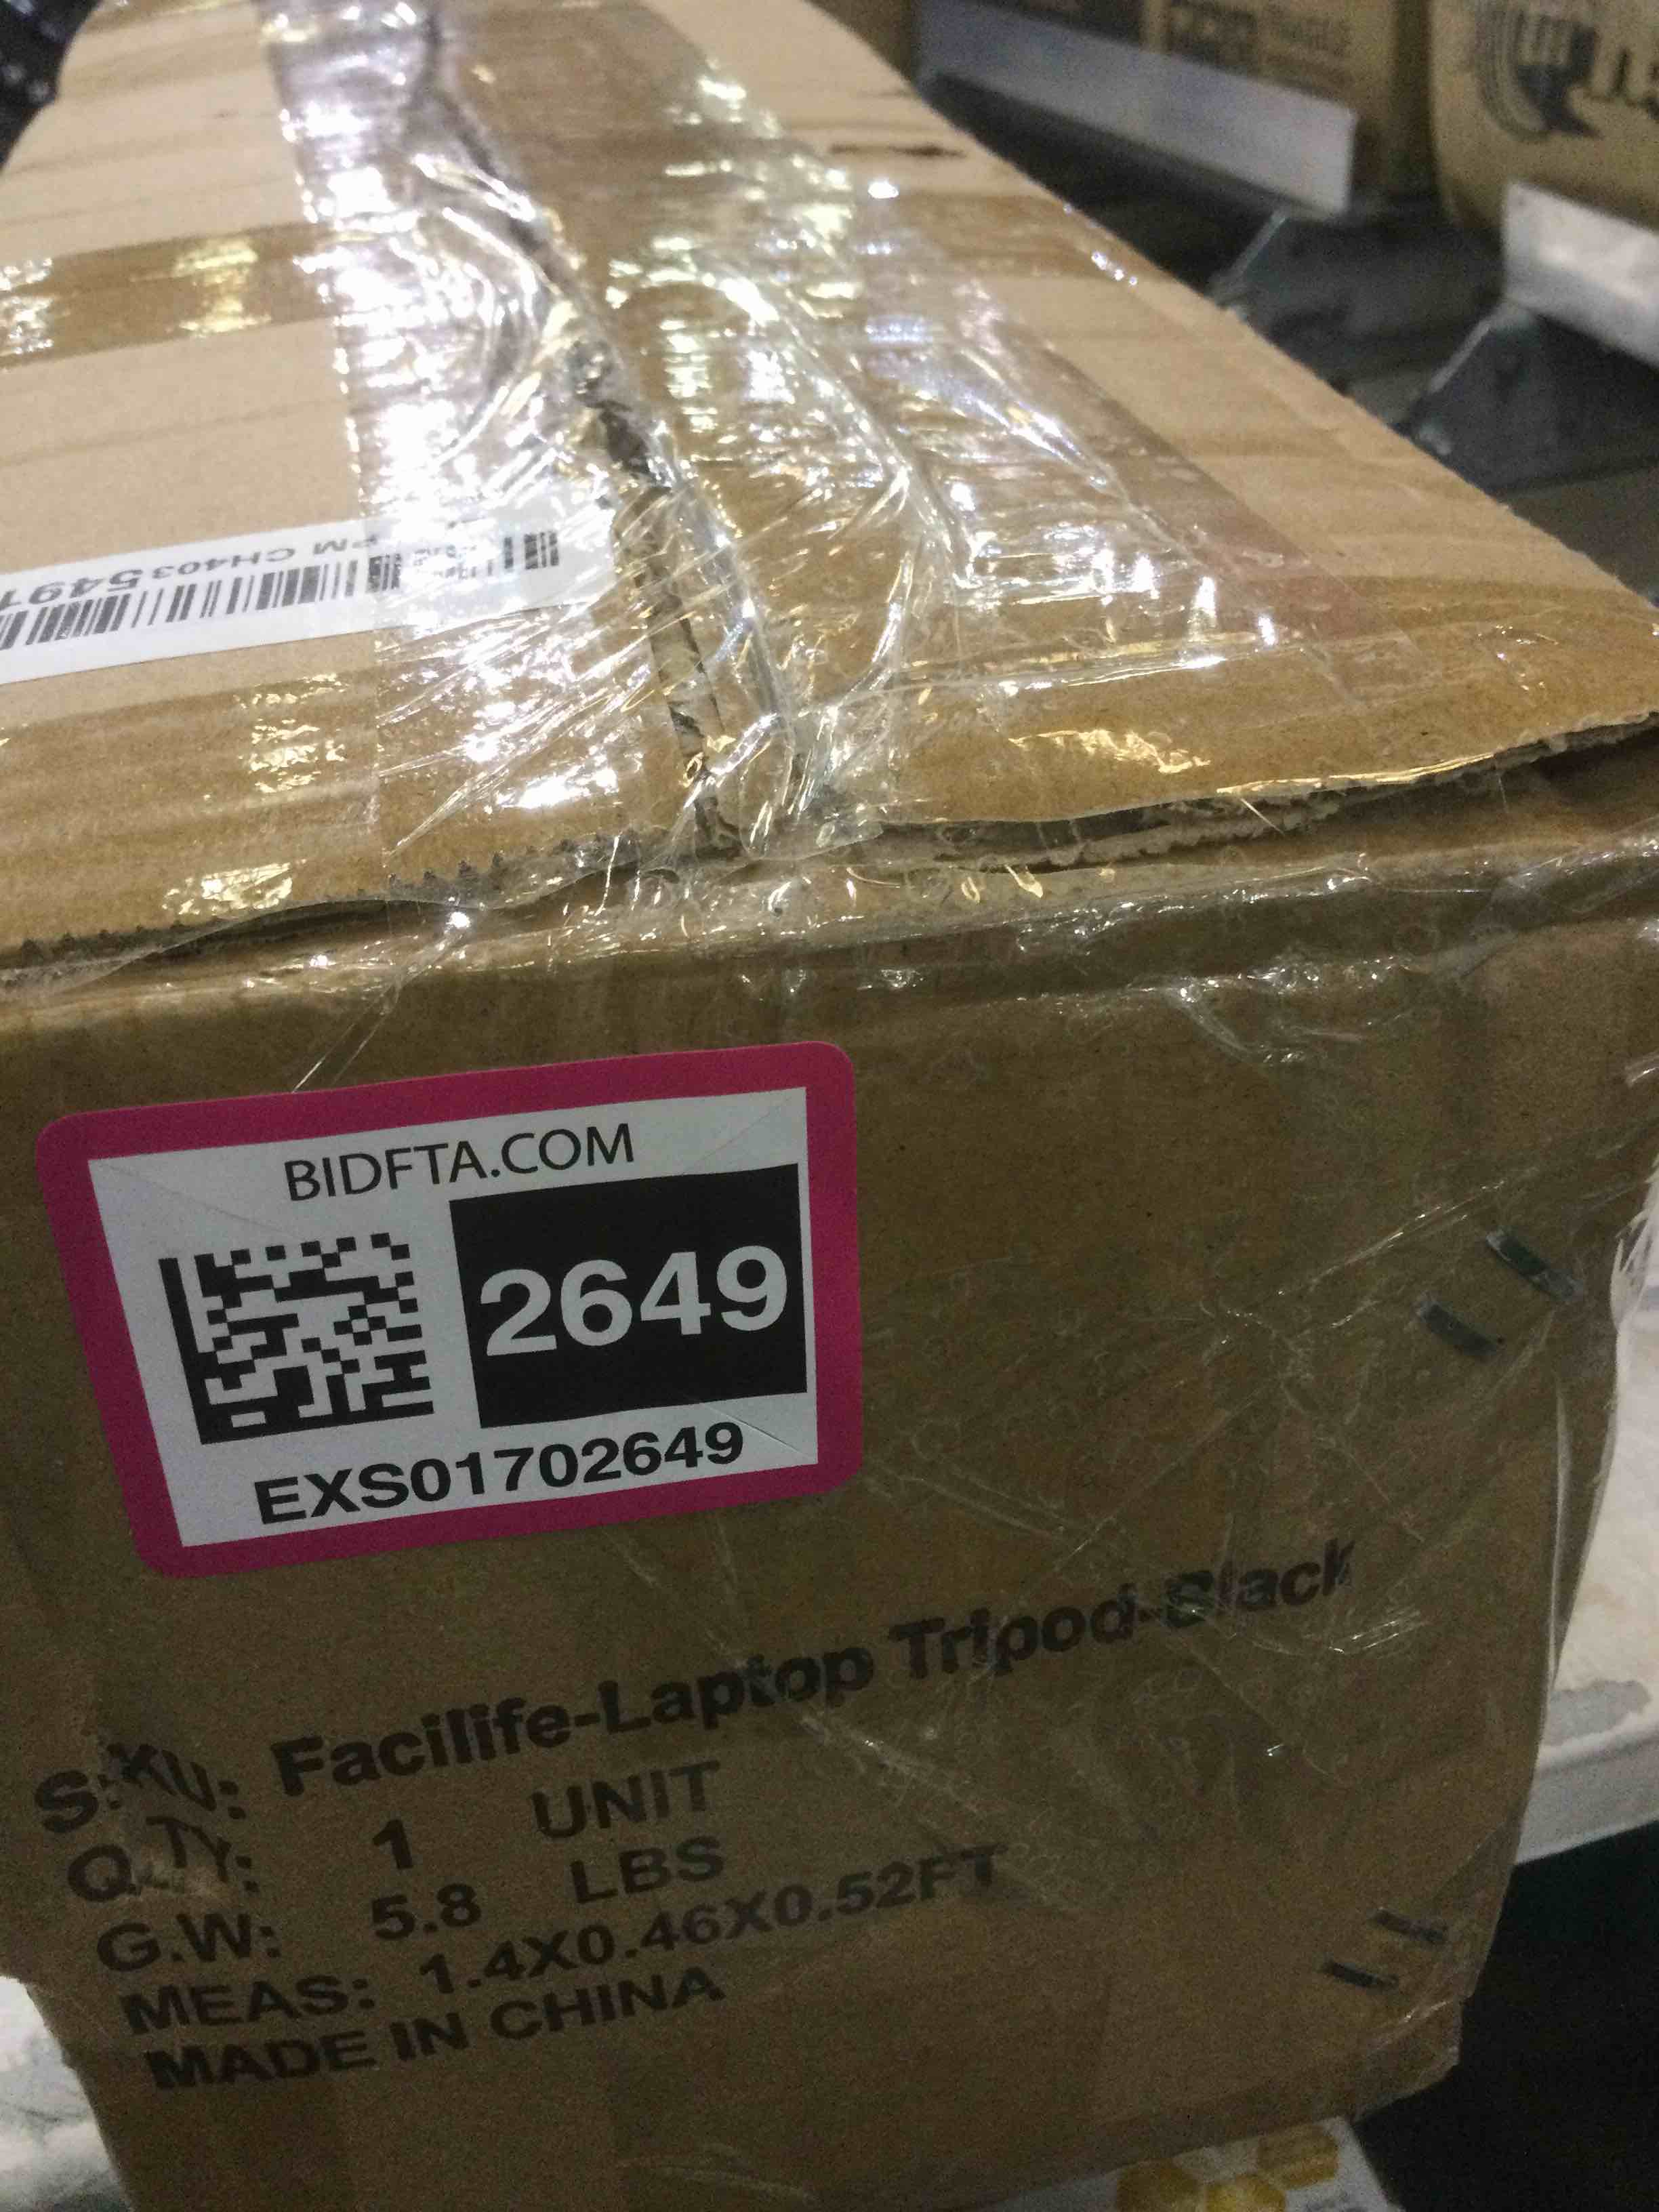 PM CH4035491
BIDFTA.COM
2649
EXS01702649
SKU: Facilife-Laptop Tripod-Black
QTY: 1 UNIT
G.W: 5.8 LBS
MEAS: 1.4X0.46X0.52FT
MADE IN CHINA